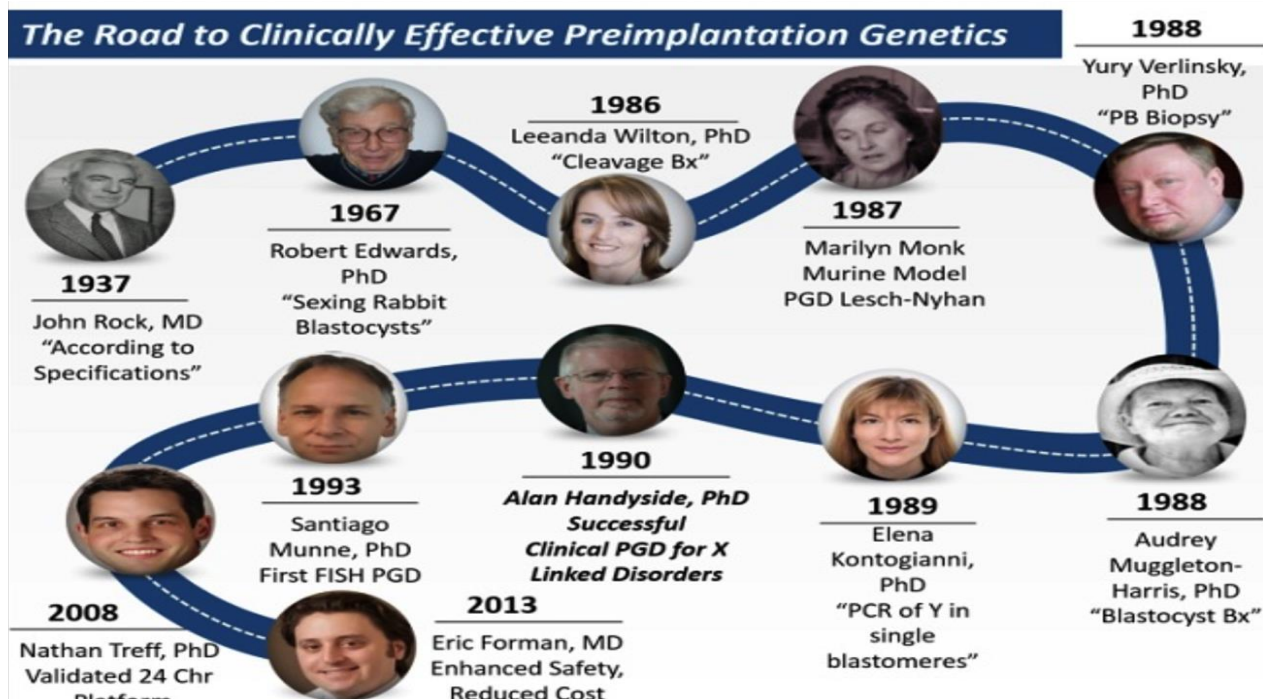 The Road to Clinically Effective Preimplantation Genetics
1937
John Rock, MD
“According to
Specifications”
1967
Robert Edwards,
PhD
“Sexing Rabbit
Blastocysts”
1986
Leeanda Wilton, PhD
“Cleavage Bx”
1987
Marilyn Monk
Murine Model
PGD Lesch-Nyhan
1988
Yury Verlinsky,
PhD
“PB Biopsy”
1988
Audrey
Muggleton-
Harris, PhD
“Blastocyst Bx”
1989
Elena
Kontogianni,
PhD
“PCR of Y in
single
blastomeres”
1990
Alan Handyside, PhD
Successful
Clinical PGD for X
Linked Disorders
1993
Santiago
Munne, PhD
First FISH PGD
2008
Nathan Treff, PhD
Validated 24 Chr
Platform
2013
Eric Forman, MD
Enhanced Safety,
Reduced Cost